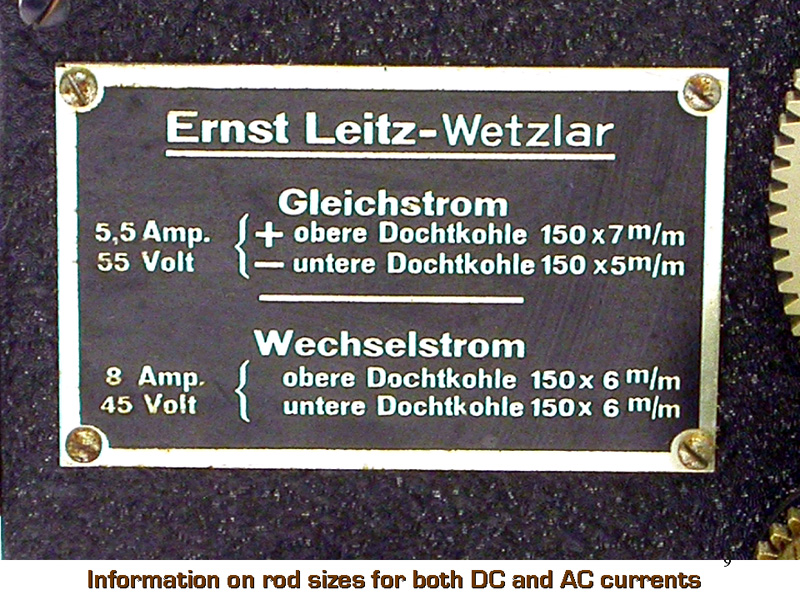 Ernst Leitz-Wetzlar
Gleichstrom
5,5 Amp. { + obere Dochtkohle 150 x 7 m/m
55 Volt — untere Dochtkohle 150 x 5 m/m
Wechselstrom
8 Amp. { obere Dochtkohle 150 x 6 m/m
45 Volt untere Dochtkohle 150 x 6 m/m
9
Information on rod sizes for both DC and AC currents